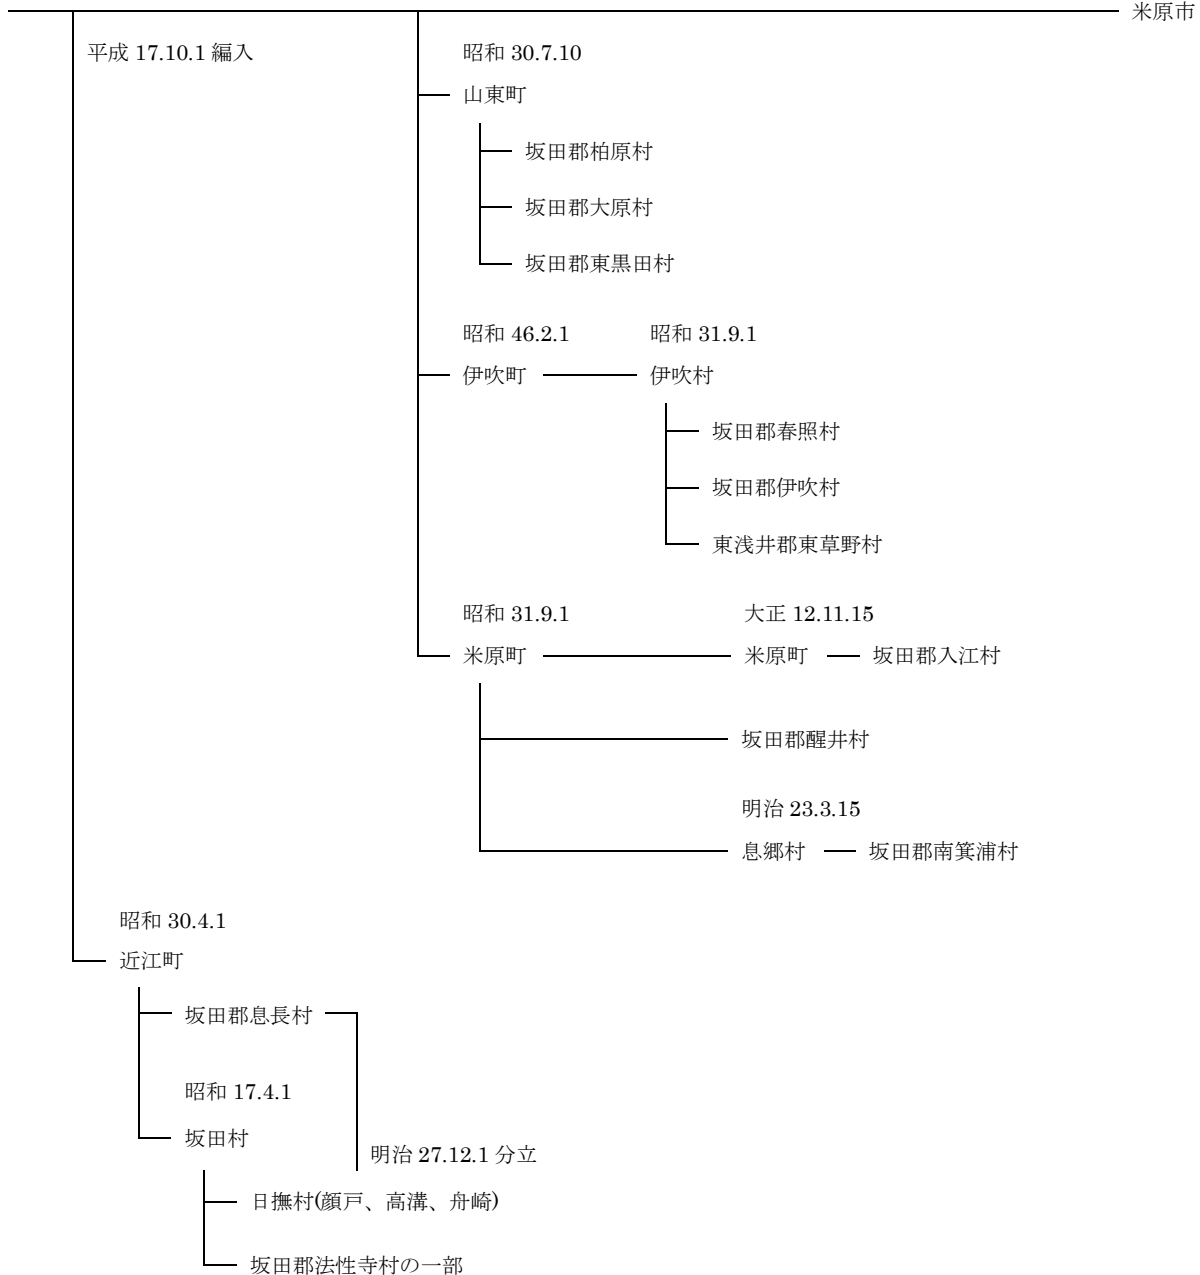 米原市
平成 17.10.1 編入
昭和 30.7.10
山東町
坂田郡柏原村
坂田郡大原村
坂田郡東黒田村
昭和 46.2.1 昭和 31.9.1
伊吹町 伊吹村
坂田郡春照村
坂田郡伊吹村
東浅井郡東草野村
昭和 31.9.1 大正 12.11.15
米原町 米原町 坂田郡入江村
坂田郡醒井村
明治 23.3.15
息郷村 坂田郡南箕浦村
昭和 30.4.1
近江町
坂田郡息長村
昭和 17.4.1
坂田村
明治 27.12.1 分立
日撫村(顔戸、高溝、舟崎)
坂田郡法性寺村の一部